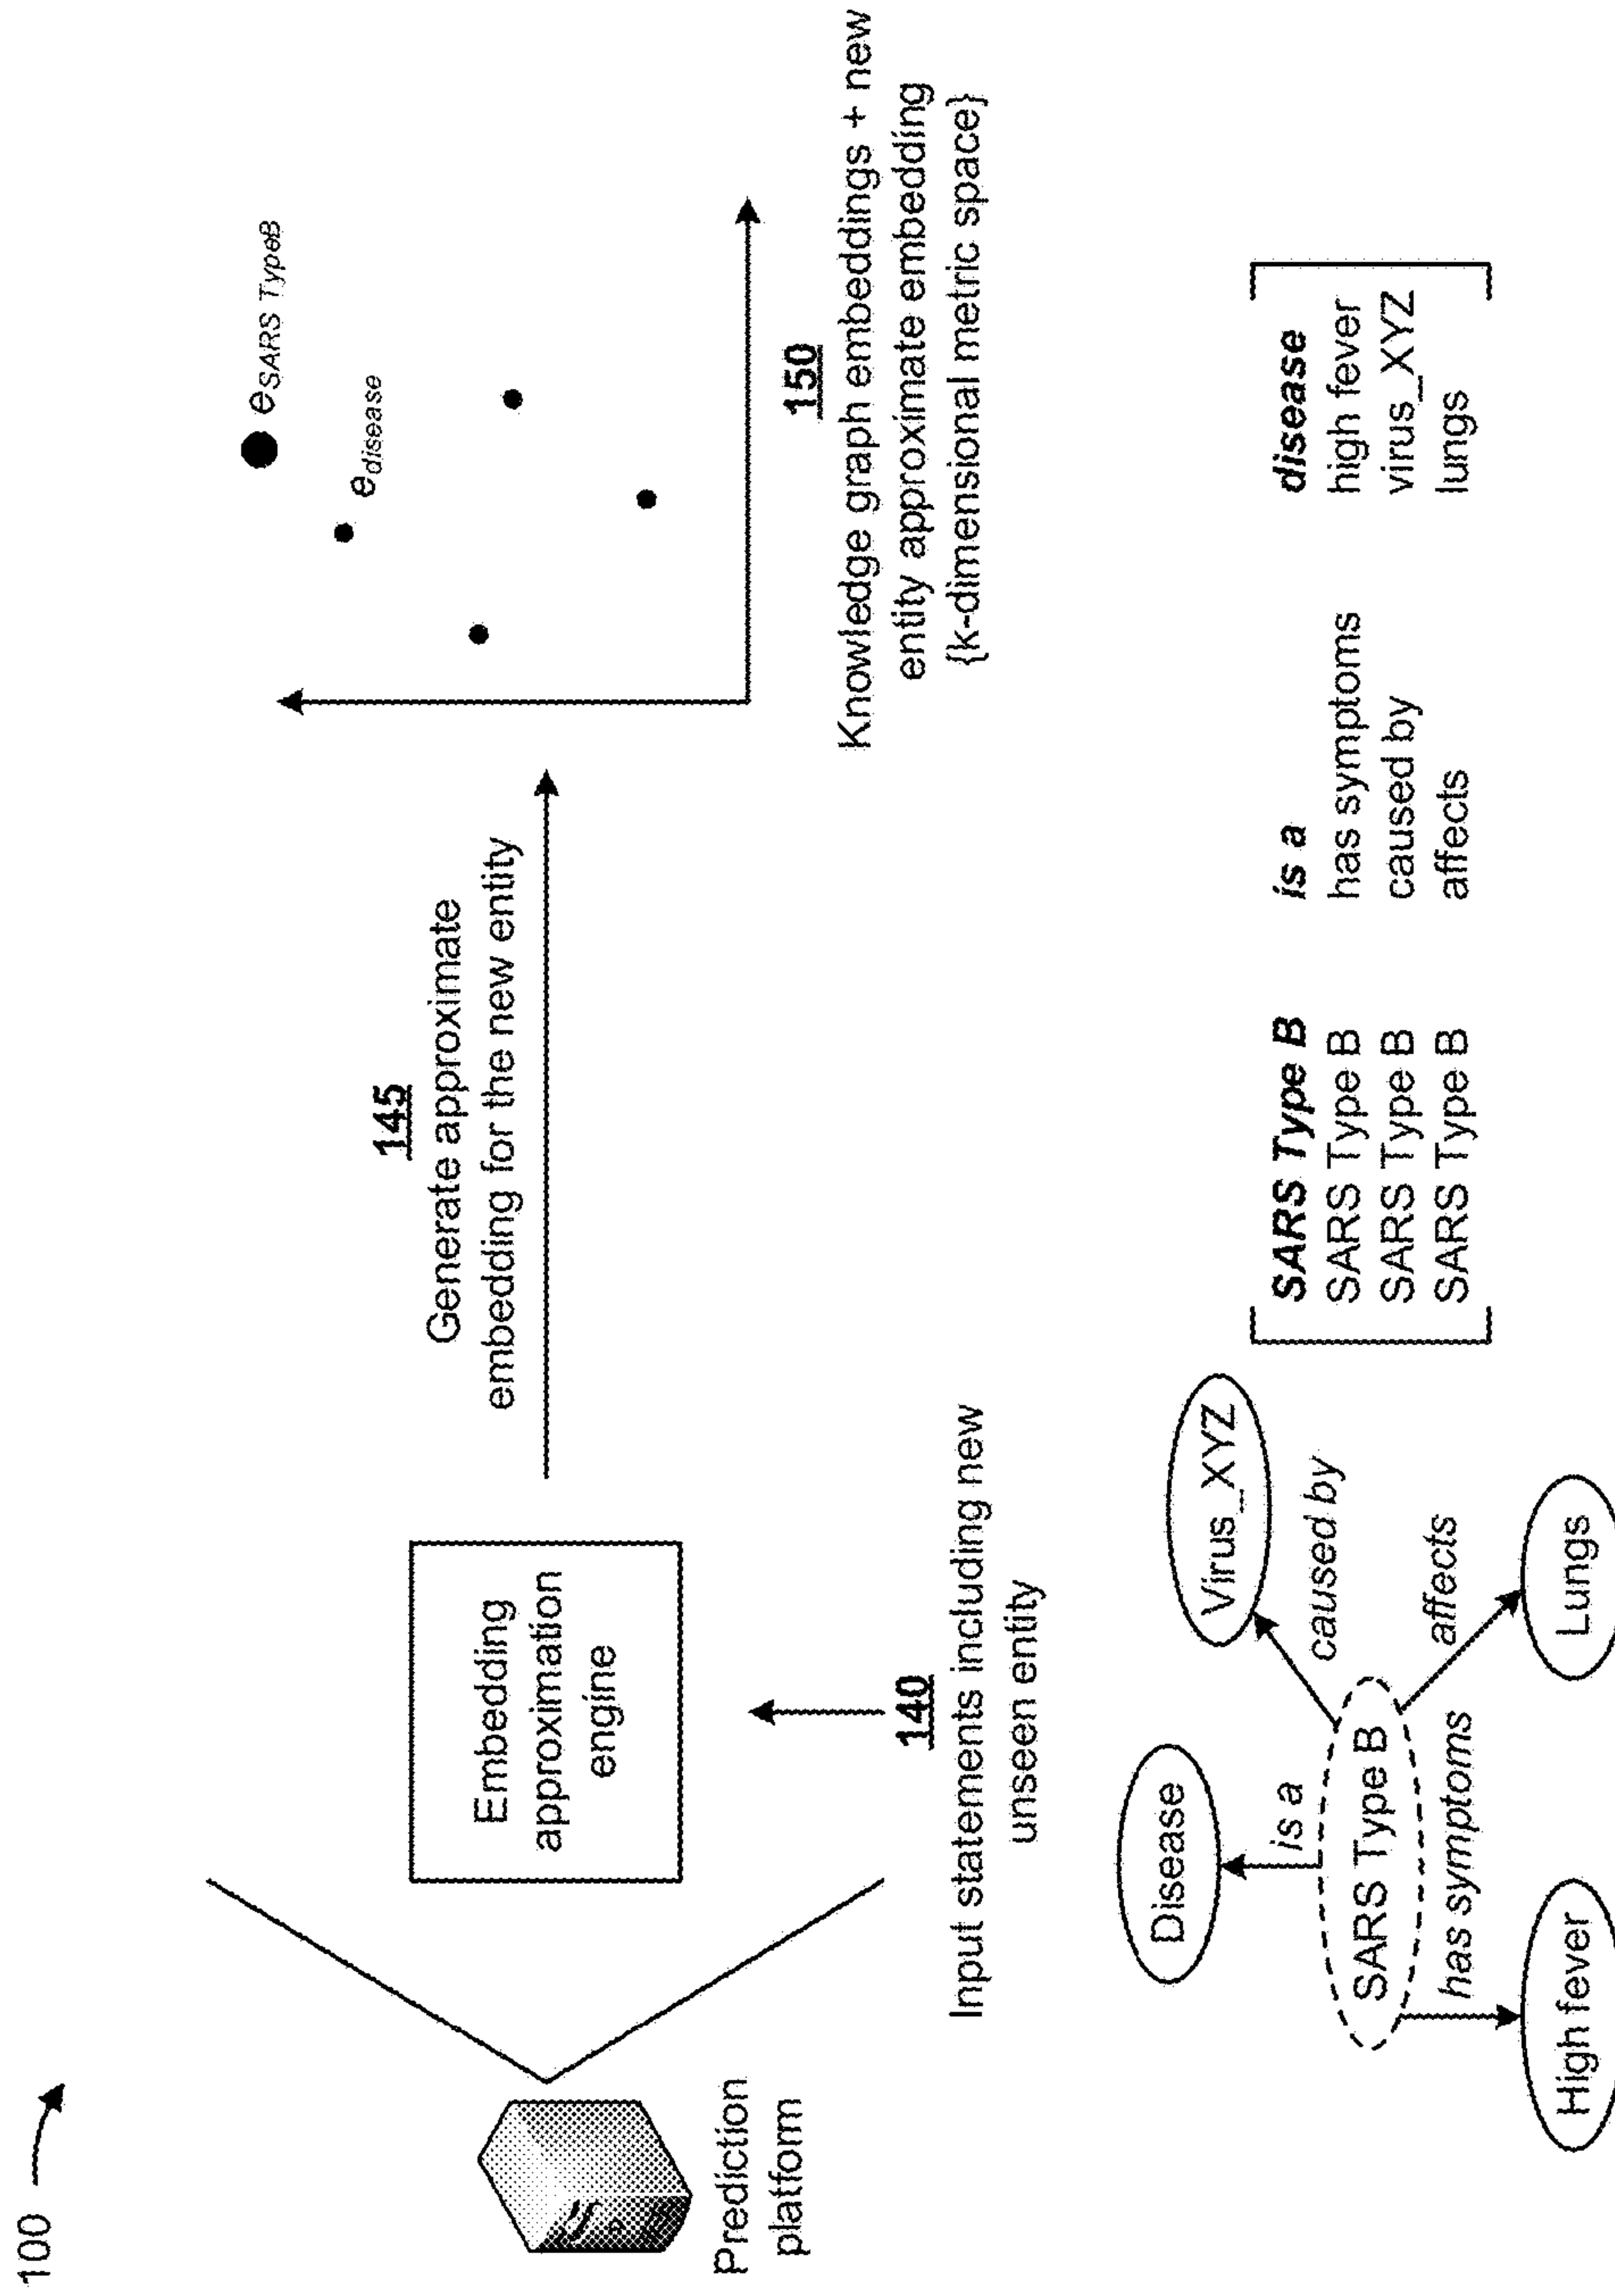 100
Prediction
platform
Embedding
approximation
engine
140
Input statements including new
unseen entity
145
Generate approximate
embedding for the new entity
eSARS TypeB
edisease
150
Knowledge graph embeddings + new
entity approximate embedding
{k-dimensional metric space}
Disease
is a
Virus_XYZ
caused by
SARS Type B
has symptoms
affects
High fever
Lungs
SARS Type B is a disease
SARS Type B has symptoms high fever
SARS Type B caused by virus_XYZ
SARS Type B affects lungs